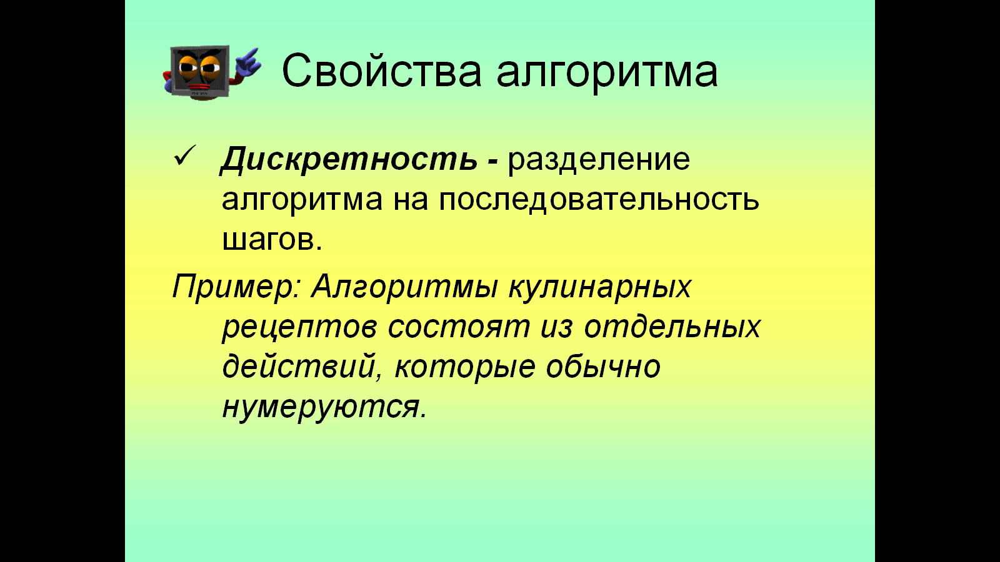 Свойства алгоритма
Дискретность - разделение
алгоритма на последовательность
шагов.
Пример: Алгоритмы кулинарных
рецептов состоят из отдельных
действий, которые обычно
нумеруются.